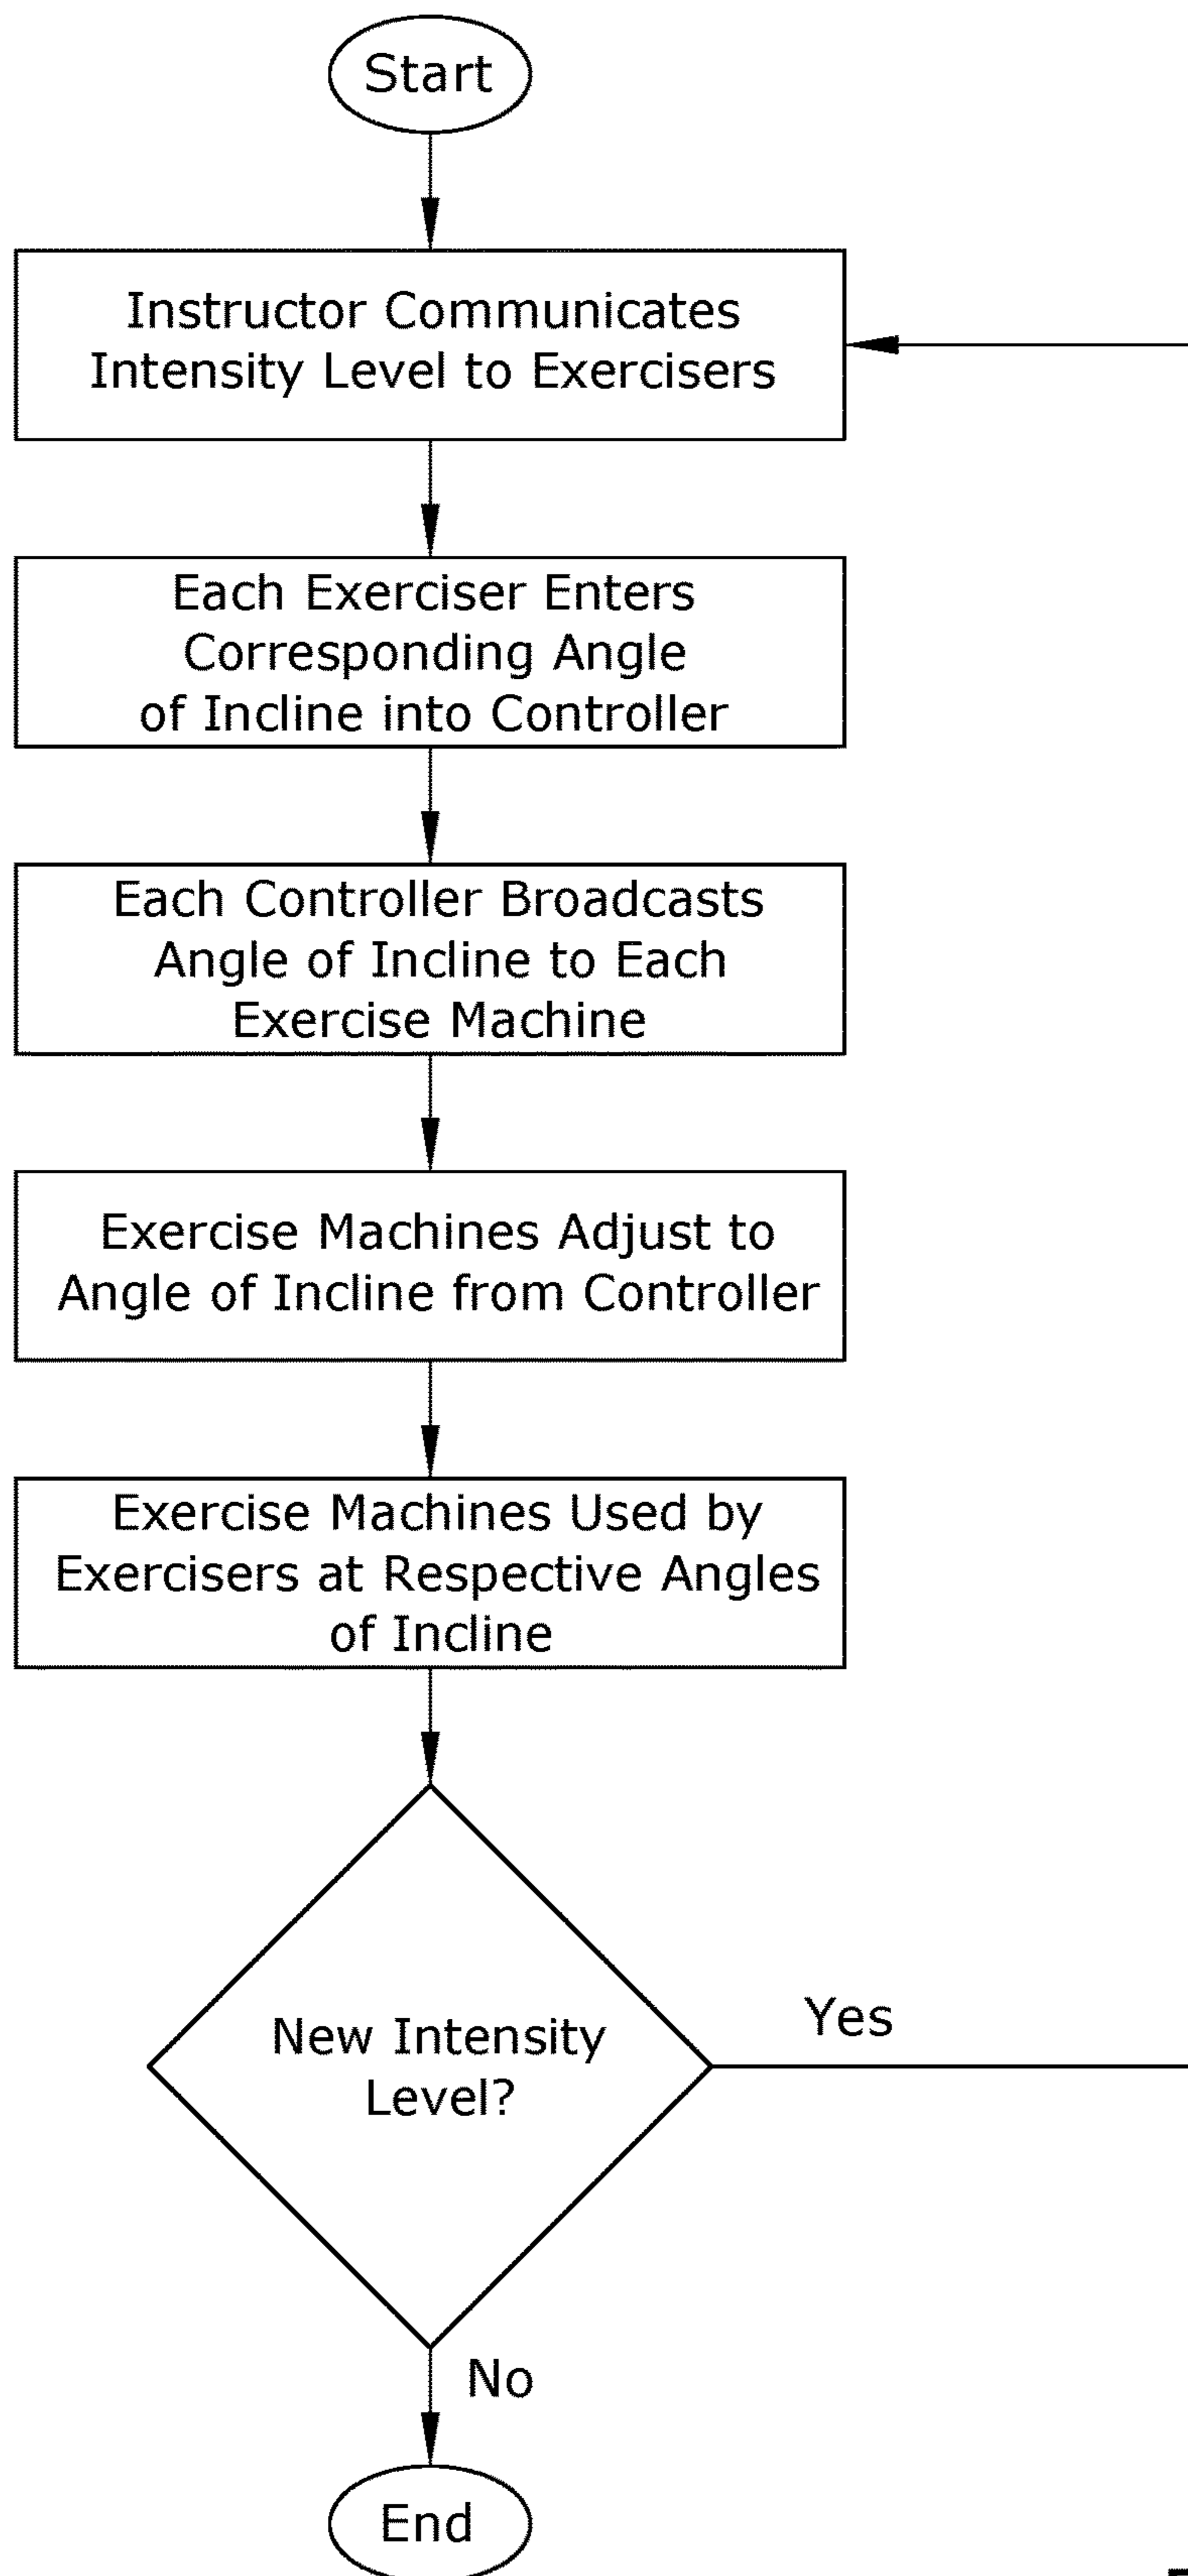 Start
Instructor Communicates
Intensity Level to Exercisers
Each Exerciser Enters
Corresponding Angle
of Incline into Controller
Each Controller Broadcasts
Angle of Incline to Each
Exercise Machine
Exercise Machines Adjust to
Angle of Incline from Controller
Exercise Machines Used by
Exercisers at Respective Angles
of Incline
New Intensity
Level?
Yes
No
End